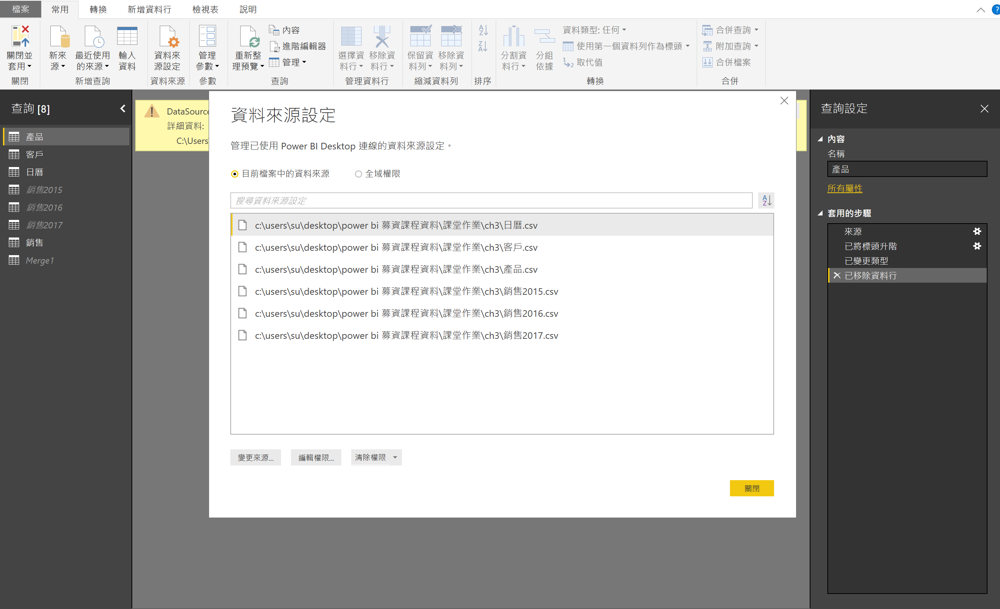 檔案 常用 轉換 新增資料行 檢視表 說明
關閉並套用
新來源
最近使用的來源
輸入資料
資料來源設定
管理參數
重新整理預覽
內容
進階編輯器
管理
選擇資料行
移除資料行
保留資料列
移除資料列
分割資料行
分組依據
資料類型: 任何
使用第一個資料列作為標頭
取代值
合併查詢
附加查詢
合併檔案
關閉 新增查詢 資料來源 參數 查詢 管理資料行 縮減資料列 排序 轉換 合併
查詢 [8]
產品
客戶
日曆
銷售2015
銷售2016
銷售2017
銷售
Merge1
DataSource
詳細資料:
C:\Users\
資料來源設定
管理已使用 Power BI Desktop 連線的資料來源設定。
目前檔案中的資料來源 全域權限
搜尋資料來源設定
c:\users\su\desktop\power bi 募資課程資料\課堂作業\ch3\日曆.csv
c:\users\su\desktop\power bi 募資課程資料\課堂作業\ch3\客戶.csv
c:\users\su\desktop\power bi 募資課程資料\課堂作業\ch3\產品.csv
c:\users\su\desktop\power bi 募資課程資料\課堂作業\ch3\銷售2015.csv
c:\users\su\desktop\power bi 募資課程資料\課堂作業\ch3\銷售2016.csv
c:\users\su\desktop\power bi 募資課程資料\課堂作業\ch3\銷售2017.csv
變更來源... 編輯權限... 清除權限
關閉
查詢設定
內容
名稱
產品
所有屬性
套用的步驟
來源
已將標頭升階
已變更類型
已移除資料行